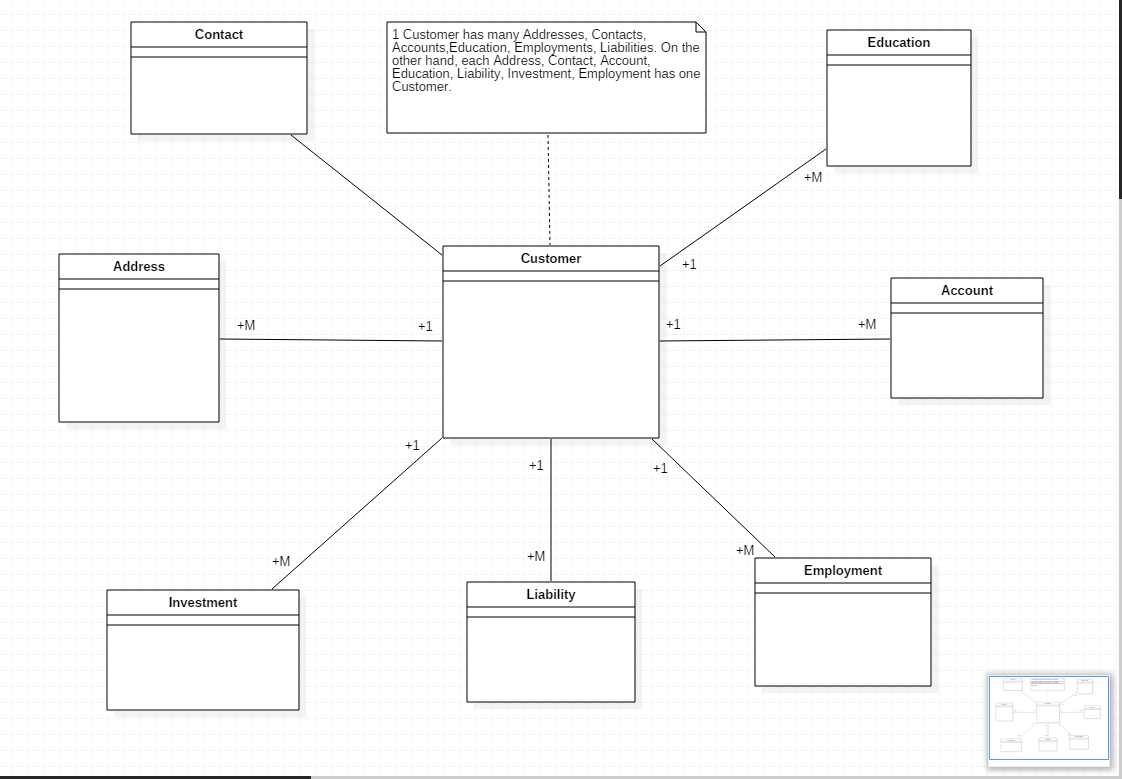 Contact
1 Customer has many Addresses, Contacts,
Accounts,Education, Employments, Liabilities. On the
other hand, each Address, Contact, Account,
Education, Liability, Investment, Employment has one
Customer.
Education
+M
+1
Customer
Address
Account
+M
+1
+1
+M
+1
+1
+1
+M
+M
+M
Investment
Liability
Employment